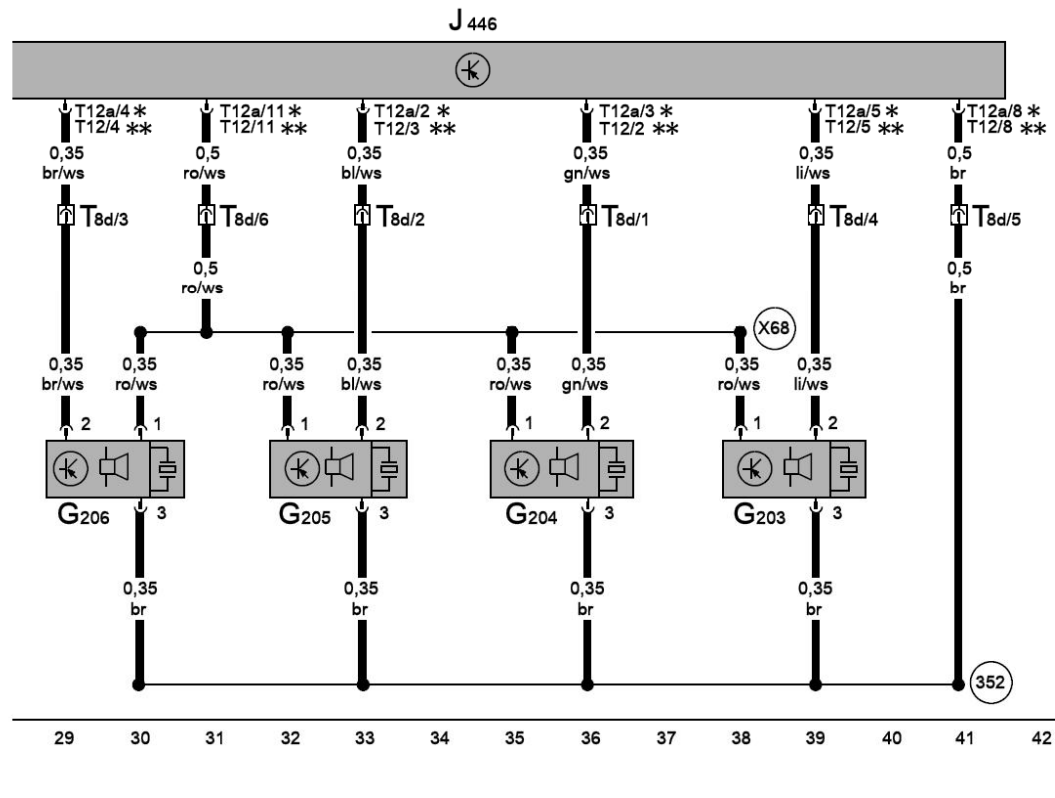 J 446
T12a/4 * T12a/11 * T12a/2 * T12a/3 * T12a/5 * T12a/8 *
T12/4 ** T12/11 ** T12/3 ** T12/2 ** T12/5 ** T12/8 **
0,35 0,5 0,35 0,35 0,35 0,5
br/ws ro/ws bl/ws gn/ws li/ws br
T8d/3 T8d/6 T8d/2 T8d/1 T8d/4 T8d/5
0,5 0,5
ro/ws br
X68
0,35 0,35 0,35 0,35 0,35 0,35 0,35 0,35
br/ws ro/ws ro/ws bl/ws ro/ws gn/ws ro/ws li/ws
2 1 1 2 1 2 1 2
G206 3 G205 3 G204 3 G203 3
0,35 0,35 0,35 0,35
br br br br
352
29 30 31 32 33 34 35 36 37 38 39 40 41 42